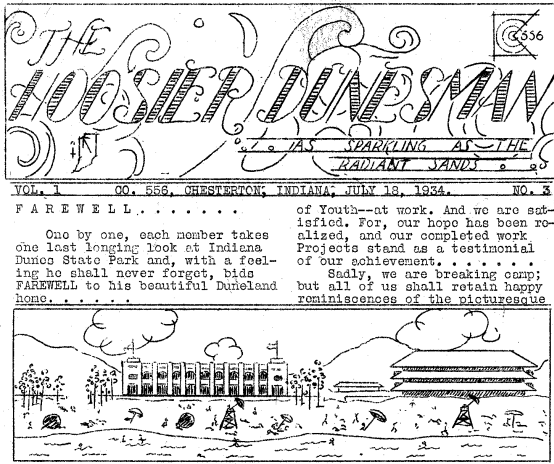 THE
556
HOOSIER DUNESMAN
AS SPARKLING AS THE
RADIANT SANDS
VOL. 1 CO. 556, CHESTERTON, INDIANA, JULY 18, 1934. NO. 3
F A R E W E L L . . . . . . . .
One by one, each member takes
one last longing look at Indiana
Dunes State Park and, with a feel-
ing he shall never forget, bids
FAREWELL to his beautiful Duneland
home. . . . . . .
of Youth--at work. And we are sat-
isfied. For, our hope has been re-
alized, and our completed work
Projects stand as a testimonial
of our achievement. . . . . . . .
Sadly, we are breaking camp;
but all of us shall retain happy
reminiscences of the picturesque